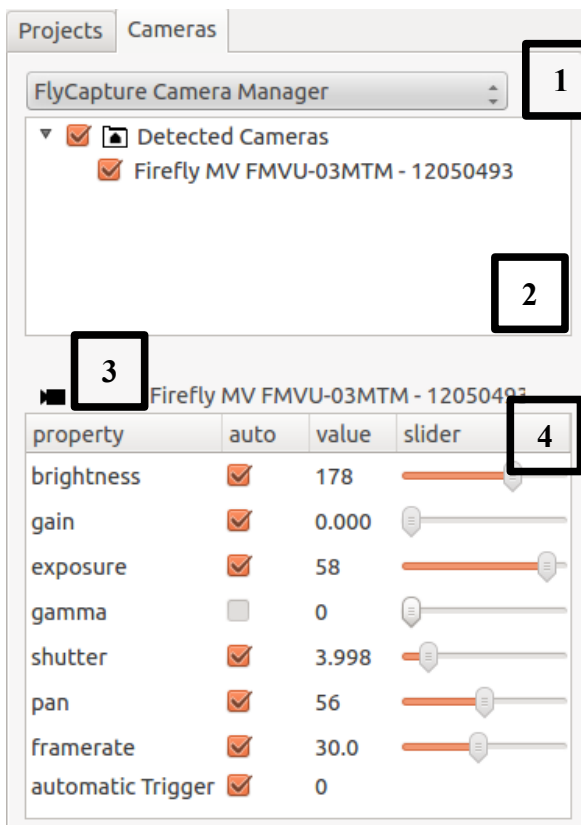 Projects Cameras
1
FlyCapture Camera Manager
Detected Cameras
Firefly MV FMVU-03MTM - 12050493
2
3
Firefly MV FMVU-03MTM - 12050493
property auto value slider 4
brightness 178
gain 0.000
exposure 58
gamma 0
shutter 3.998
pan 56
framerate 30.0
automatic Trigger 0